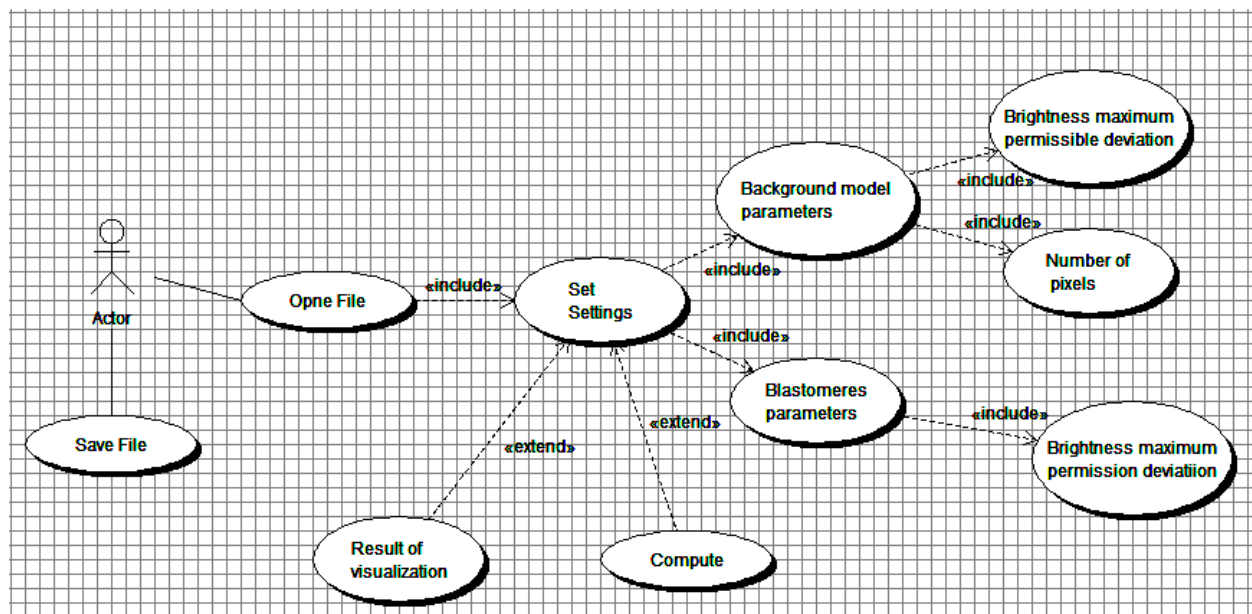 Brightness maximum
permissible deviation
«include»
Background model
parameters
«include»
«include»
Number of
pixels
Actor
Opne File
«include»
Set
Settings
«include»
Blastomeres
parameters
«include»
Brightness maximum
permission deviatiion
Save File
«extend»
«extend»
Result of
visualization
Compute